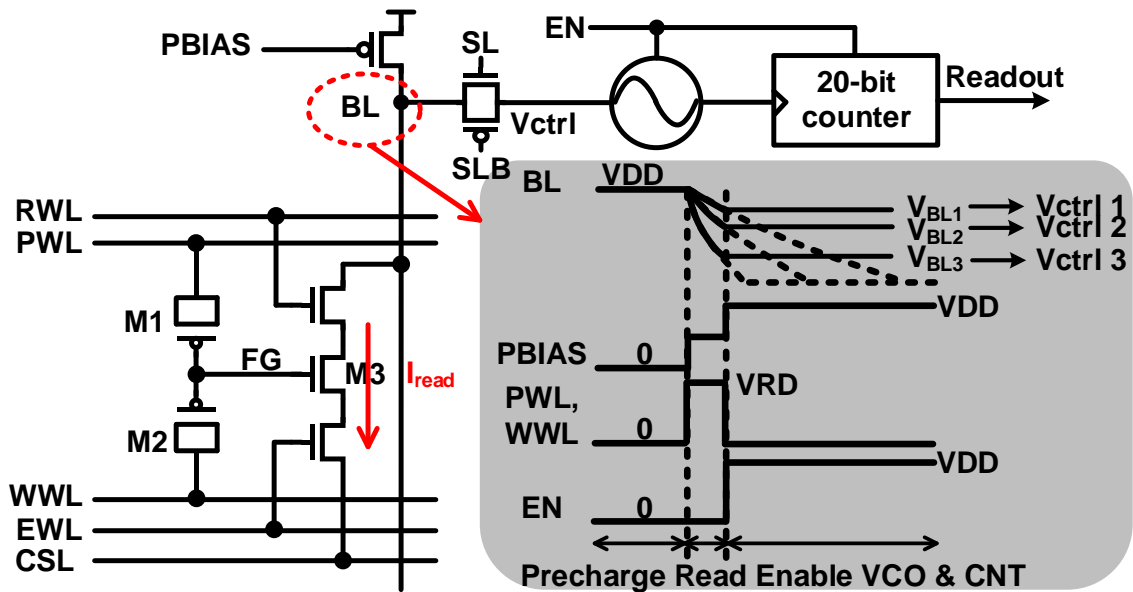 PBIAS
SL
EN
BL
Vctrl
SLB
20-bit
counter
Readout
RWL
PWL
M1
FG
M3
Iread
M2
WWL
EWL
CSL
BL
VDD
VBL1
Vctrl 1
VBL2
Vctrl 2
VBL3
Vctrl 3
VDD
PBIAS
0
VRD
PWL,
WWL
0
VDD
EN
0
Precharge Read Enable VCO & CNT